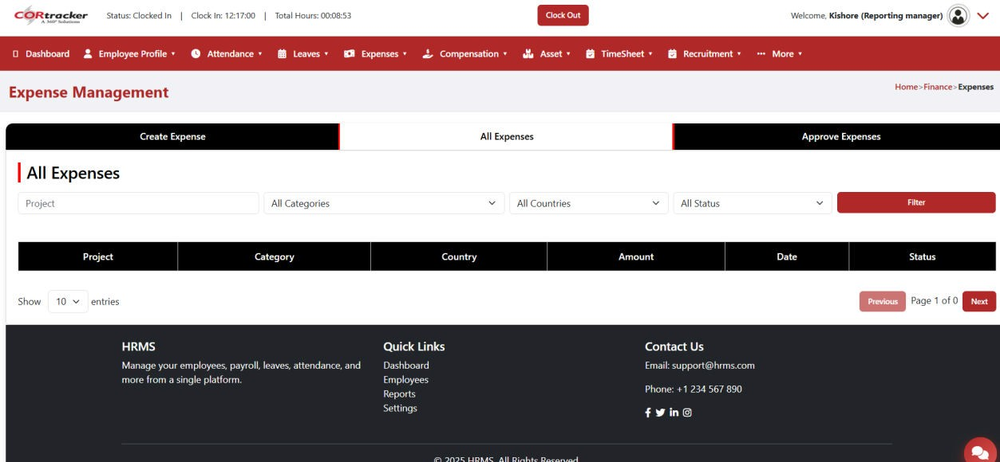 CORtracker
A 360° Solutions
Status: Clocked In | Clock In: 12:17:00 | Total Hours: 00:08:53
Clock Out
Welcome, Kishore (Reporting manager)
Dashboard Employee Profile Attendance Leaves Expenses Compensation Asset TimeSheet Recruitment More
Expense Management
Home>Finance>Expenses
Create Expense All Expenses Approve Expenses
All Expenses
Project All Categories All Countries All Status Filter
Project Category Country Amount Date Status
Show 10 entries
Previous Page 1 of 0 Next
HRMS
Manage your employees, payroll, leaves, attendance, and
more from a single platform.
Quick Links
Dashboard
Employees
Reports
Settings
Contact Us
Email: support@hrms.com
Phone: +1 234 567 890
© 2025 HRMS. All Rights Reserved